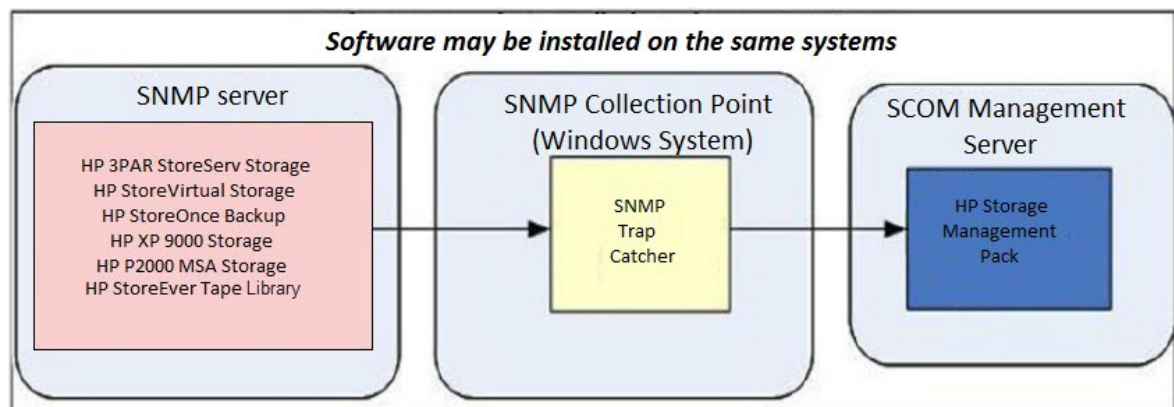 Software may be installed on the same systems
SNMP server
HP 3PAR StoreServ Storage
HP StoreVirtual Storage
HP StoreOnce Backup
HP XP 9000 Storage
HP P2000 MSA Storage
HP StoreEver Tape Library
SNMP Collection Point
(Windows System)
SNMP
Trap
Catcher
SCOM Management
Server
HP Storage
Management
Pack